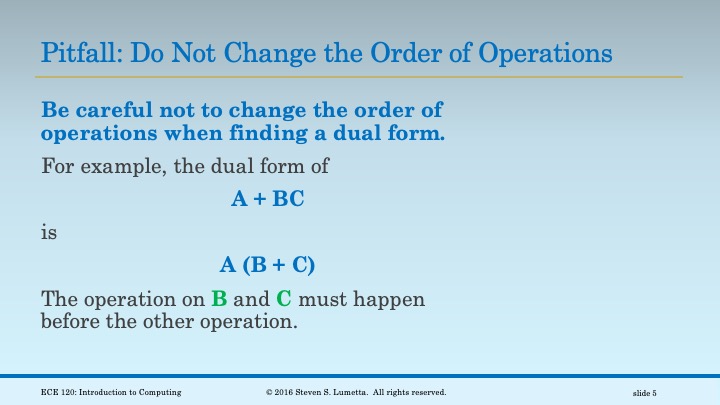 Pitfall: Do Not Change the Order of Operations
Be careful not to change the order of
operations when finding a dual form.
For example, the dual form of
A + BC
is
A (B + C)
The operation on B and C must happen
before the other operation.
ECE 120: Introduction to Computing
© 2016 Steven S. Lumetta.  All rights reserved.
slide 5